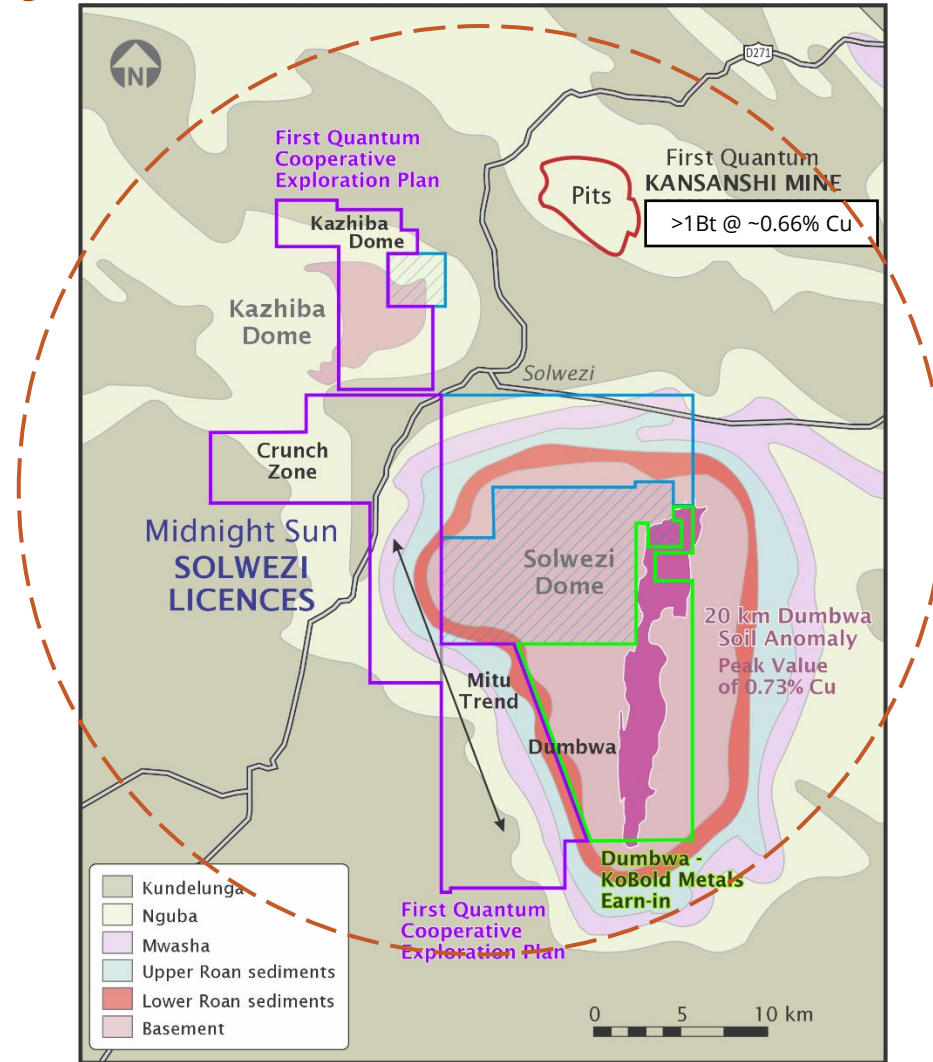 N
D271
First Quantum
Cooperative
Exploration Plan
First Quantum
KANSANSHI MINE
Pits
>1Bt @ ~0.66% Cu
Kazhiba
Dome
Kazhiba
Dome
Solwezi
Crunch
Zone
Midnight Sun
SOLWEZI
LICENCES
Solwezi
Dome
20 km Dumbwa
Soil Anomaly
Peak Value
of 0.73% Cu
Mitu
Trend
Dumbwa
Dumbwa -
KoBold Metals
Earn-in
First Quantum
Cooperative
Exploration Plan
Kundelunga
Nguba
Mwasha
Upper Roan sediments
Lower Roan sediments
Basement
0 5 10 km